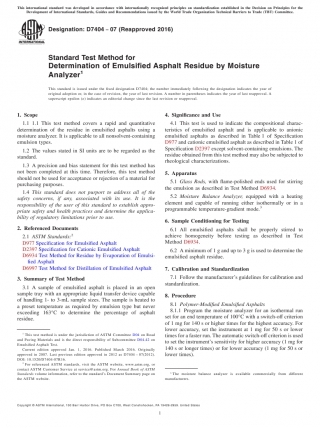 This international standard was developed in accordance with internationally recognized principles on standardization established in the Decision on Principles for the
Development of International Standards, Guides and Recommendations issued by the World Trade Organization Technical Barriers to Trade (TBT) Committee.
Designation: D7404 - 07 (Reapproved 2016)
Standard Test Method for
Determination of Emulsified Asphalt Residue by Moisture
Analyzer1
This standard is issued under the fixed designation D7404; the number immediately following the designation indicates the year of
original adoption or, in the case of revision, the year of last revision. A number in parentheses indicates the year of last reapproval. A
superscript epsilon (ε) indicates an editorial change since the last revision or reapproval.
1. Scope
1.1 This test method covers a rapid and quantitative
determination of the residue in emulsified asphalts using a
moisture analyzer. It is applicable to all nonsolvent-containing
emulsion types.
1.2 The values stated in SI units are to be regarded as the
standard.
1.3 A precision and bias statement for this test method has
not been completed at this time. Therefore, this test method
should not be used for acceptance or rejection of a material for
purchasing purposes.
1.4 This standard does not purport to address all of the
safety concerns, if any, associated with its use. It is the
responsibility of the user of this standard to establish appro-
priate safety and health practices and determine the applica-
bility of regulatory limitations prior to use.
2. Referenced Documents
2.1 ASTM Standards:2
D977 Specification for Emulsified Asphalt
D2397 Specification for Cationic Emulsified Asphalt
D6934 Test Method for Residue by Evaporation of Emulsi-
fied Asphalt
D6997 Test Method for Distillation of Emulsified Asphalt
3. Summary of Test Method
3.1 A sample of emulsified asphalt is placed in an open
sample tray with an appropriate liquid transfer device capable
of handling 1- to 3-mL sample sizes. The sample is heated to
a preset temperature as required by emulsion type but never
exceeding 163°C to determine the percentage of asphalt
residue.
1 This test method is under the jurisdiction of ASTM Committee D04 on Road
and Paving Materials and is the direct responsibility of Subcommittee D04.42 on
Emulsified Asphalt Test.
Current edition approved Jan. 1, 2016. Published March 2016. Originally
approved in 2007. Last previous edition approved in 2012 as D7404 – 07(2012).
DOI: 10.1520/D7404-07R16.
2 For referenced ASTM standards, visit the ASTM website, www.astm.org, or
contact ASTM Customer Service at service@astm.org. For Annual Book of ASTM
Standards volume information, refer to the standard's Document Summary page on
the ASTM website.
4. Significance and Use
4.1 This test is used to indicate the compositional charac-
teristics of emulsified asphalt and is applicable to anionic
emulsified asphalts as described in Table 1 of Specification
D977 and cationic emulsified asphalt as described in Table 1 of
Specification D2397 except solvent-containing emulsions. The
residue obtained from this test method may also be subjected to
rheological characterizations.
5. Apparatus
5.1 Glass Rods, with flame-polished ends used for stirring
the emulsion as described in Test Method D6934.
5.2 Moisture Balance Analyzer, equipped with a heating
element and capable of running either isothermally or in a
programmable temperature-gradient mode.3
6. Sample Conditioning for Testing
6.1 All emulsified asphalts shall be properly stirred to
achieve homogeneity before testing as described in Test
Method D6934.
6.2 A minimum of 1 g and up to 3 g is used to determine the
emulsified asphalt residue.
7. Calibration and Standardization
7.1 Follow the manufacturer's guidelines for calibration and
standardization.
8. Procedure
8.1 Polymer-Modified Emulsified Asphalts
8.1.1 Program the moisture analyzer for an isothermal run
set for an end temperature of 100°C with a switch off criterion
of 1 mg for 140 s or higher times for the highest accuracy. For
lower accuracy, set the instrument at 1 mg for 50 s or lower
times for a faster run. The automatic switch-off criterion is used
to set the instrument's sensitivity for higher accuracy (1 mg for
140 s or longer times) or for lower accuracy (1 mg for 50 s or
lower times).
3 The moisture balance analyzer is available commercially from different
manufacturers.
Copyright © ASTM International, 100 Barr Harbor Drive, PO Box C700, West Conshohocken, PA 19428-2959. United States
1